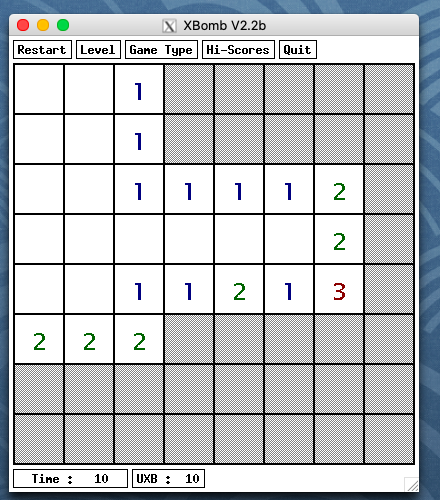 XBomb V2.2b
Restart Level Game Type Hi-Scores Quit
1
1
1 1 1 1 2
2
1 1 2 1 3
2 2 2
Time : 10 UXB : 10